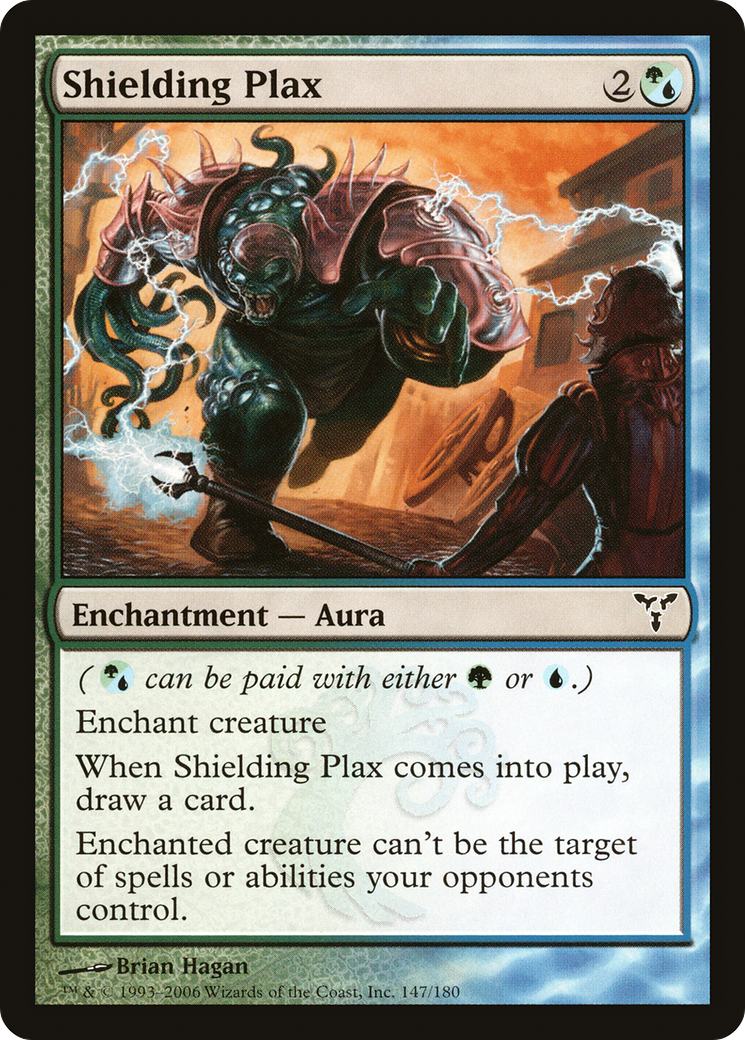 Shielding Plax 2
Enchantment — Aura
( can be paid with either or .)
Enchant creature
When Shielding Plax comes into play,
draw a card.
Enchanted creature can't be the target
of spells or abilities your opponents
control.
Brian Hagan
™ & © 1993–2006 Wizards of the Coast, Inc. 147/180